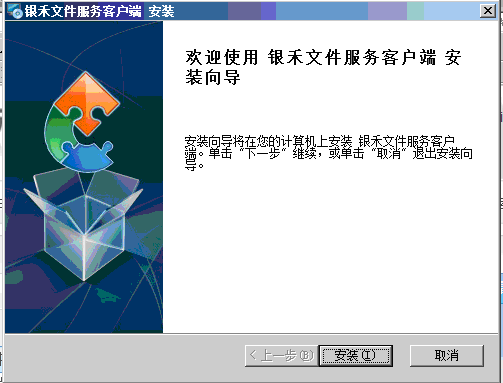 银禾文件服务客户端 安装
欢迎使用 银禾文件服务客户端 安
装向导
安装向导将在您的计算机上安装 银禾文件服务客户
端。单击“下一步”继续，或单击“取消”退出安装向
导。
< 上一步(B)
安装(I)
取消